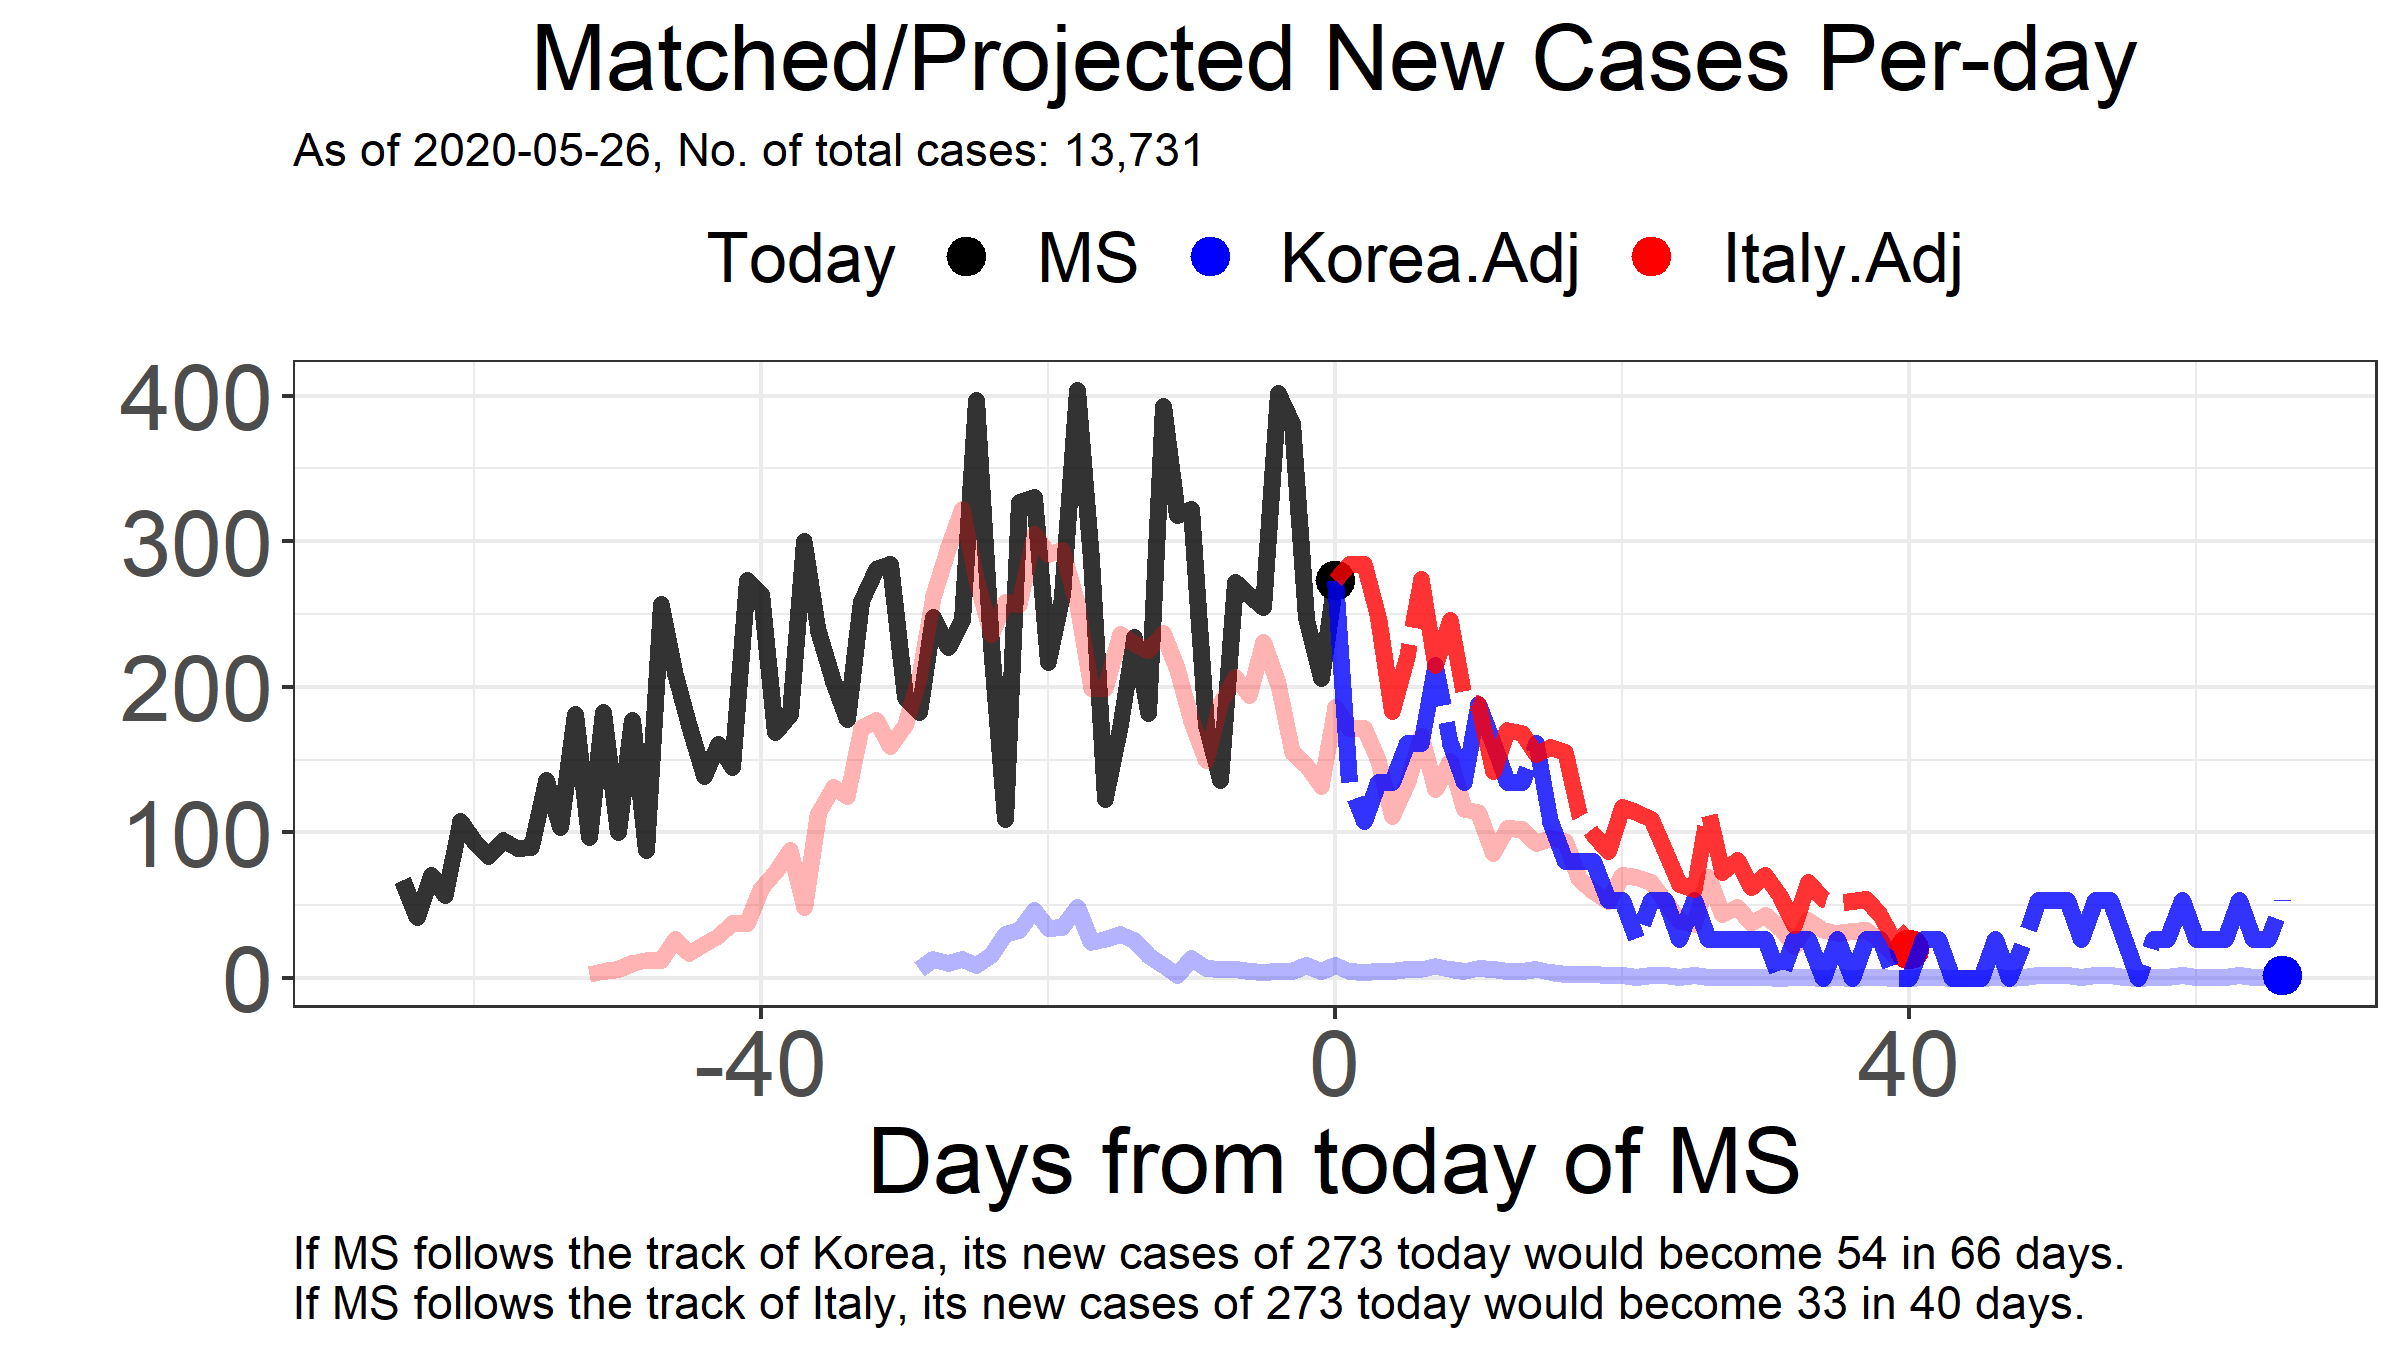 Matched/Projected New Cases Per-day
As of 2020-05-26, No. of total cases: 13,731
Today MS Korea.Adj Italy.Adj
400
300
200
100
0
-40 0 40
Days from today of MS
If MS follows the track of Korea, its new cases of 273 today would become 54 in 66 days.
If MS follows the track of Italy, its new cases of 273 today would become 33 in 40 days.